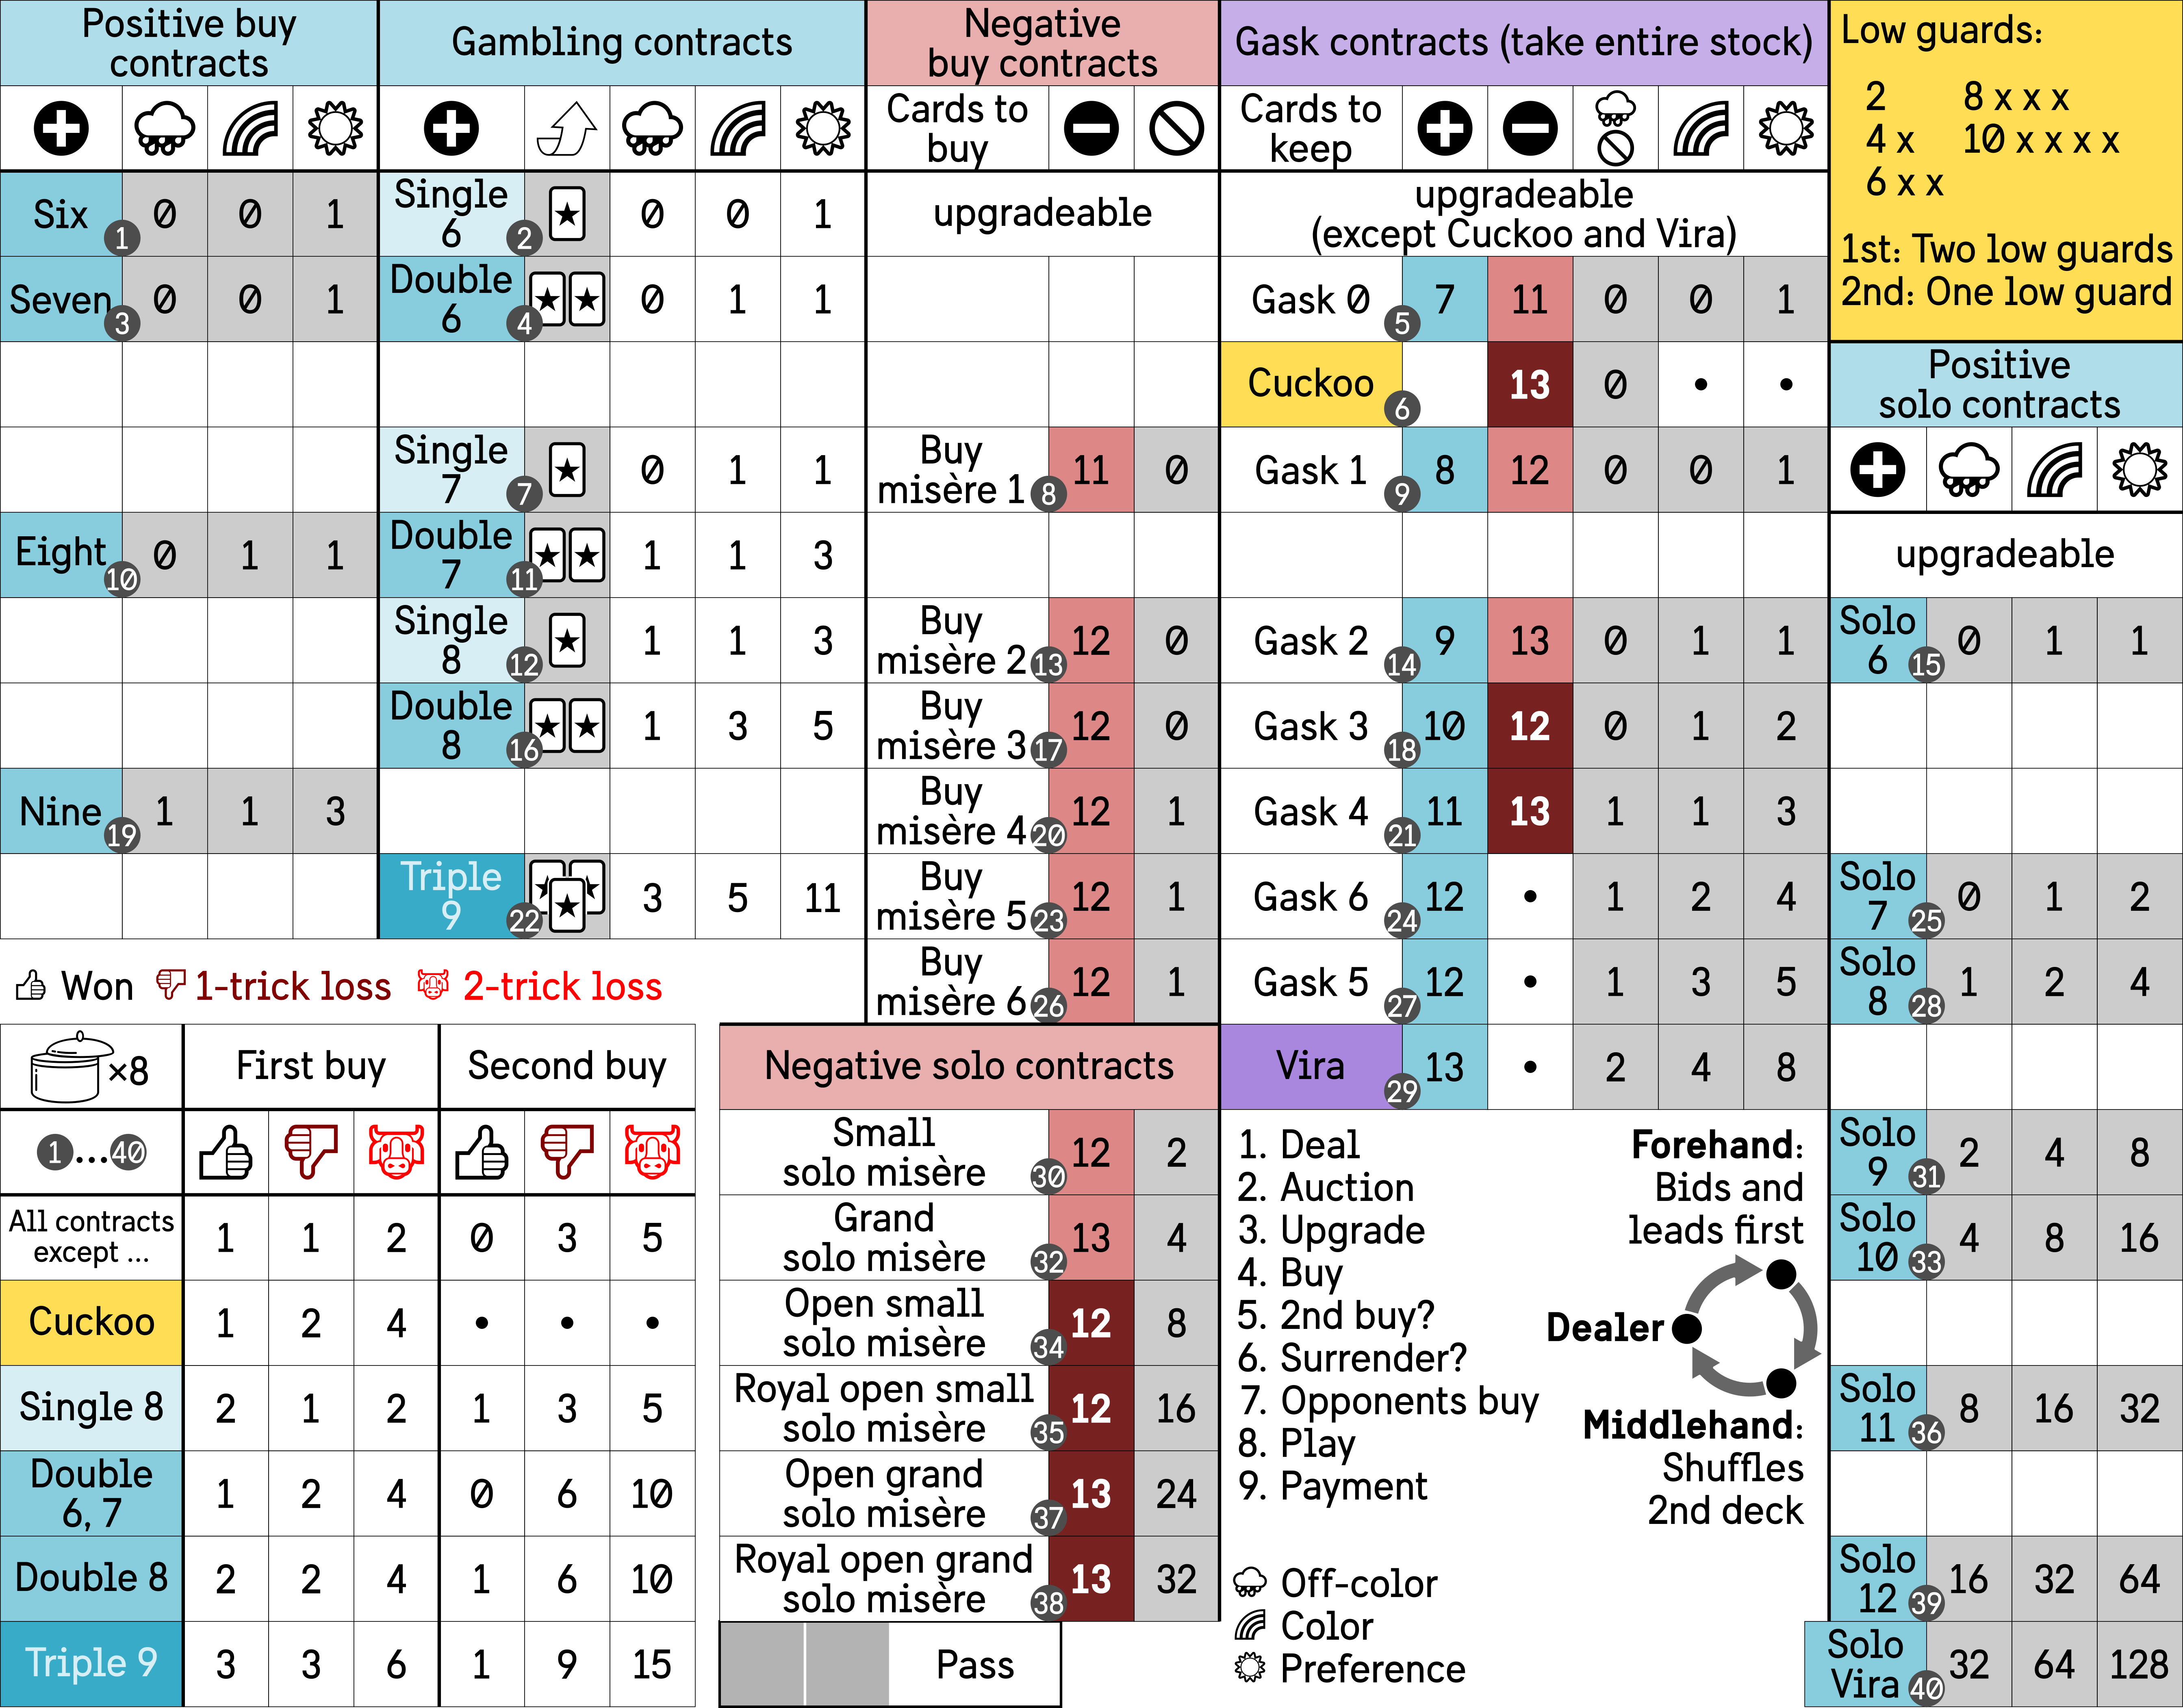 Positive buy
contracts
Six 1 0 0 1
Seven 3 0 0 1
Eight 10 0 1 1
Nine 19 1 1 3
Gambling contracts
Single
6 2 0 0 1
Double
6 4 0 1 1
Single
7 7 0 1 1
Double
7 11 1 1 3
Single
8 12 1 1 3
Double
8 16 1 3 5
Triple
9 22 3 5 11
Negative
buy contracts
Cards to
buy
upgradeable
Buy
misère 1 8 11 0
Buy
misère 2 13 12 0
Buy
misère 3 17 12 0
Buy
misère 4 20 12 1
Buy
misère 5 23 12 1
Buy
misère 6 26 12 1
Gask contracts (take entire stock)
Cards to
keep
upgradeable
(except Cuckoo and Vira)
Gask 0 5 7 11 0 0 1
Cuckoo 6 13 0 • •
Gask 1 9 8 12 0 0 1
Gask 2 14 9 13 0 1 1
Gask 3 18 10 12 0 1 2
Gask 4 21 11 13 1 1 3
Gask 6 24 12 • 1 2 4
Gask 5 27 12 • 1 3 5
Vira 29 13 • 2 4 8
Low guards:
2 8 x x x
4 x 10 x x x x
6 x x
1st: Two low guards
2nd: One low guard
Positive
solo contracts
upgradeable
Solo
6 15 0 1 1
Solo
7 25 0 1 2
Solo
8 28 1 2 4
Solo
9 31 2 4 8
Solo
10 33 4 8 16
Solo
11 36 8 16 32
Solo
12 39 16 32 64
Solo
Vira 40 32 64 128
Won 1-trick loss 2-trick loss
×8 First buy Second buy
1...40
All contracts
except ... 1 1 2 0 3 5
Cuckoo 1 2 4 • • •
Single 8 2 1 2 1 3 5
Double
6, 7 1 2 4 0 6 10
Double 8 2 2 4 1 6 10
Triple 9 3 3 6 1 9 15
Negative solo contracts
Small
solo misère 30 12 2
Grand
solo misère 32 13 4
Open small
solo misère 34 12 8
Royal open small
solo misère 35 12 16
Open grand
solo misère 37 13 24
Royal open grand
solo misère 38 13 32
Pass
1. Deal
2. Auction
3. Upgrade
4. Buy
5. 2nd buy?
6. Surrender?
7. Opponents buy
8. Play
9. Payment
Forehand:
Bids and
leads first
Dealer
Middlehand:
Shuffles
2nd deck
Off-color
Color
Preference